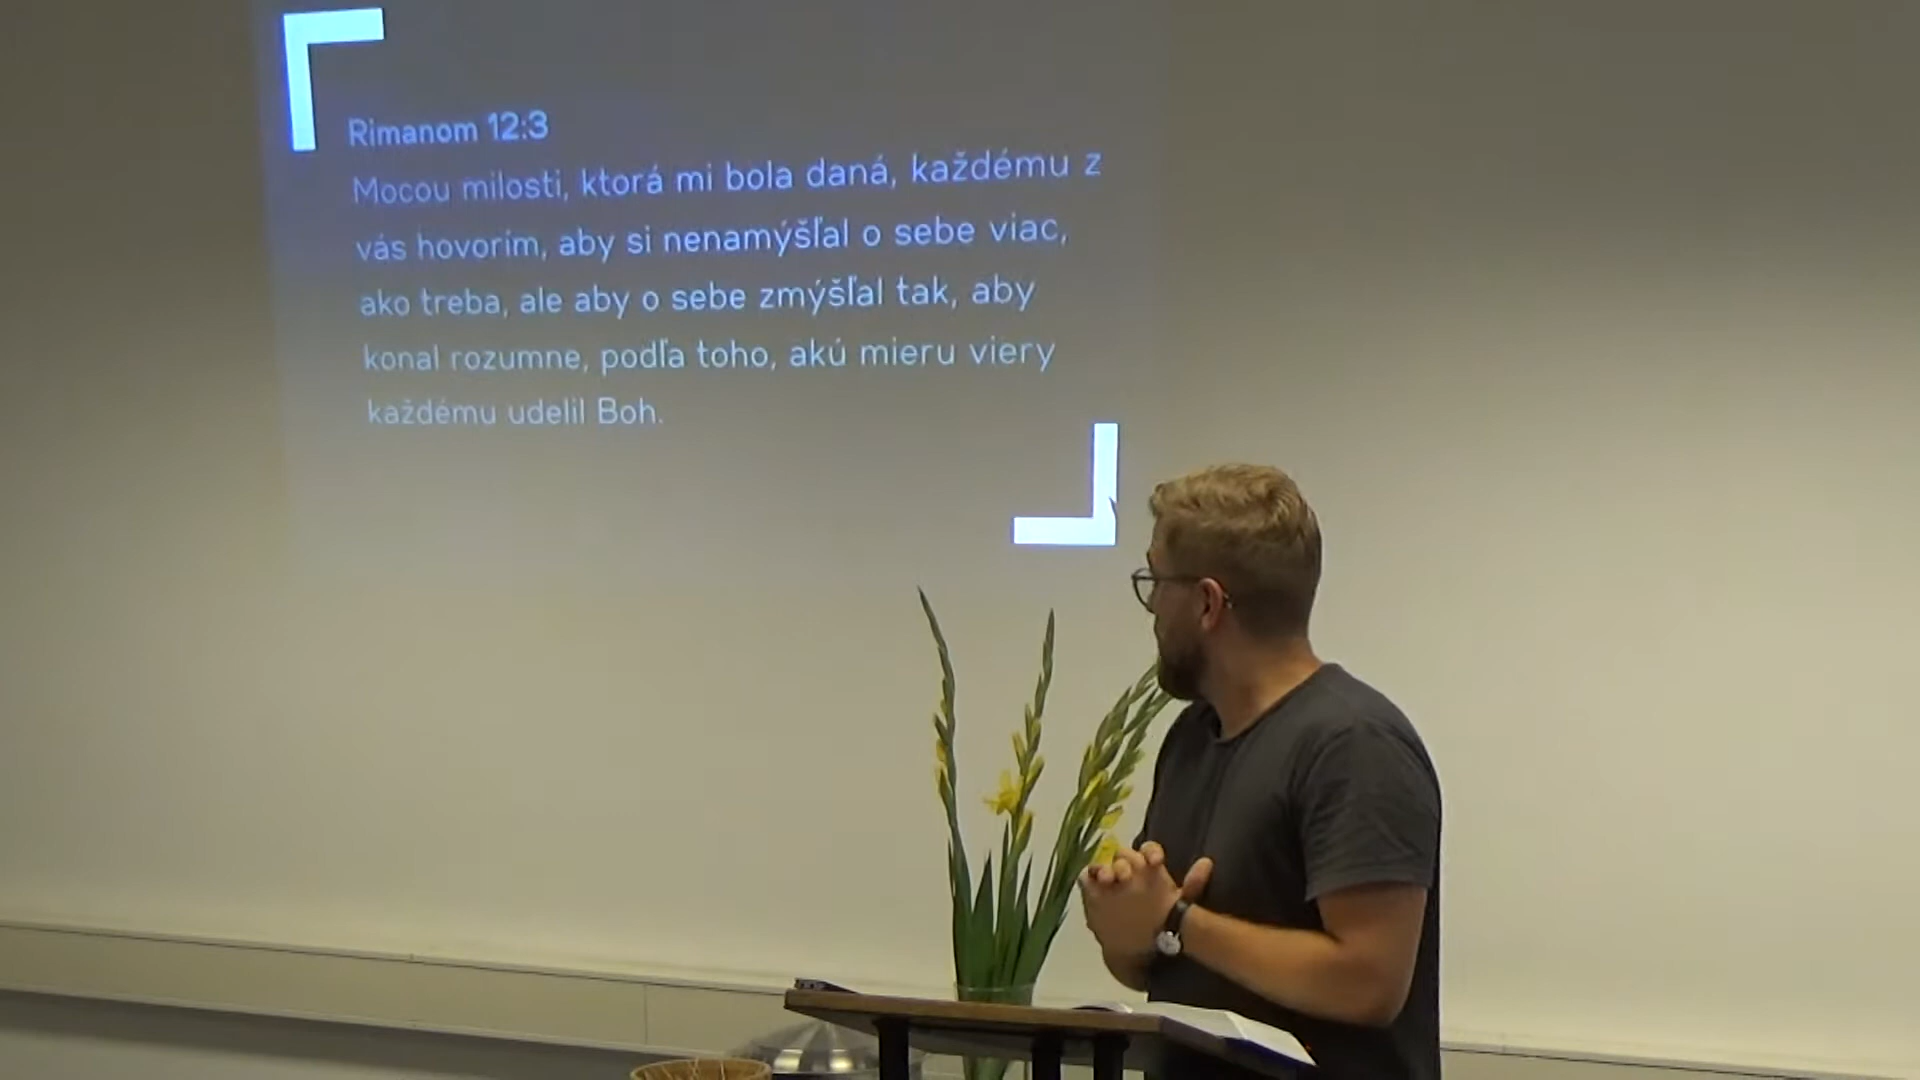 Rimanom 12:3
Mocou milosti, ktorá mi bola daná, každému z
vás hovorím, aby si nenamýšľal o sebe viac,
ako treba, ale aby o sebe zmýšľal tak, aby
konal rozumne, podľa toho, akú mieru viery
každému udelil Boh.